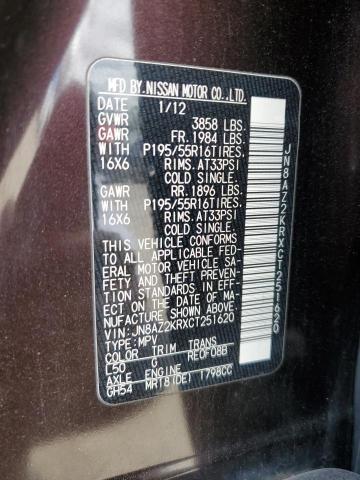 MFD BY.NISSAN MOTOR CO.,LTD.
DATE 1/12
GVWR 3858 LBS.
GAWR FR.1984 LBS.
WITH P195/55R16TIRES,
16X6 RIMS.AT33PSI
COLD SINGLE.
GAWR RR.1896 LBS.
WITH P195/55R16TIRES,
16X6 RIMS.AT33PSI
COLD SINGLE.
THIS VEHICLE CONFORMS
TO ALL APPLICABLE FED-
ERAL MOTOR VEHICLE SA-
FETY AND THEFT PREVENT-
ION STANDARDS IN EFF-
ECT ON THE DATE OF MA-
NUFACTURE SHOWN ABOVE.
VIN:JN8AZ2KRXCT251620
TYPE:MPV
COLOR TRIM TRANS
L50 G RE0F08B
AXLE ENGINE
GH54 MR18(DE) 1798CC
JN8AZ2KRXCT251620